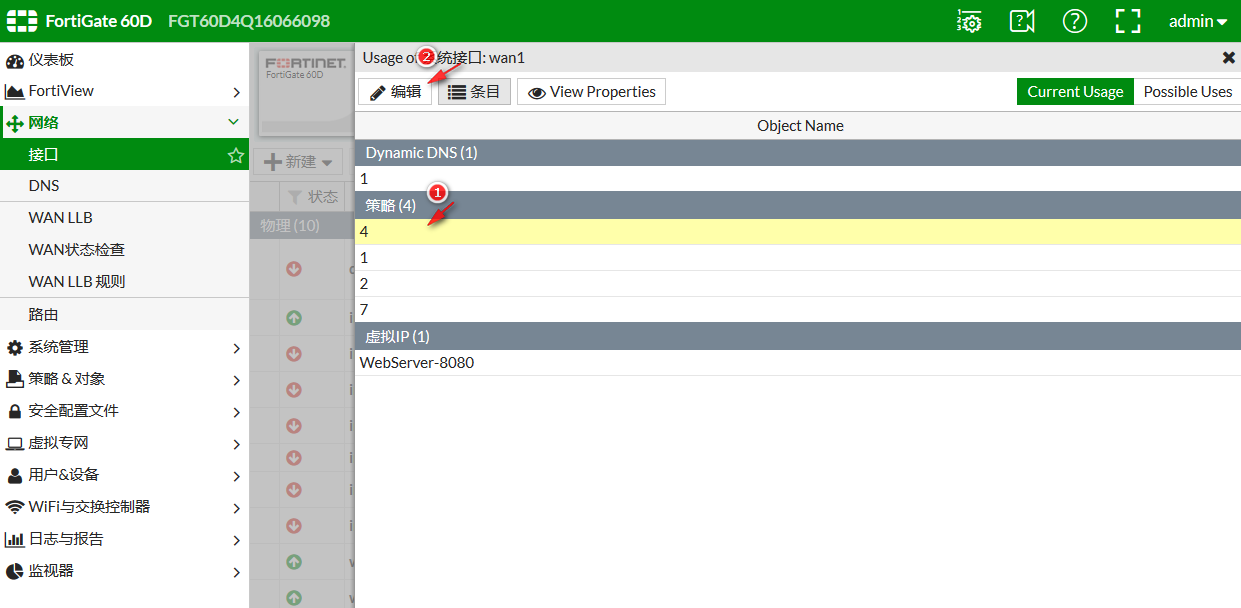 FortiGate 60D FGT60D4Q16066098
admin
仪表板
FortiView
网络
接口
DNS
WAN LLB
WAN状态检查
WAN LLB 规则
路由
系统管理
策略 & 对象
安全配置文件
虚拟专网
用户&设备
WiFi与交换控制器
日志与报告
监视器
FORTINET
FortiGate 60D
新建
状态
物理 (10)
Usage of 2 统接口: wan1
编辑 条目 View Properties Current Usage Possible Uses
Object Name
Dynamic DNS (1)
1
策略 (4) 1
4
1
2
7
虚拟IP (1)
WebServer-8080